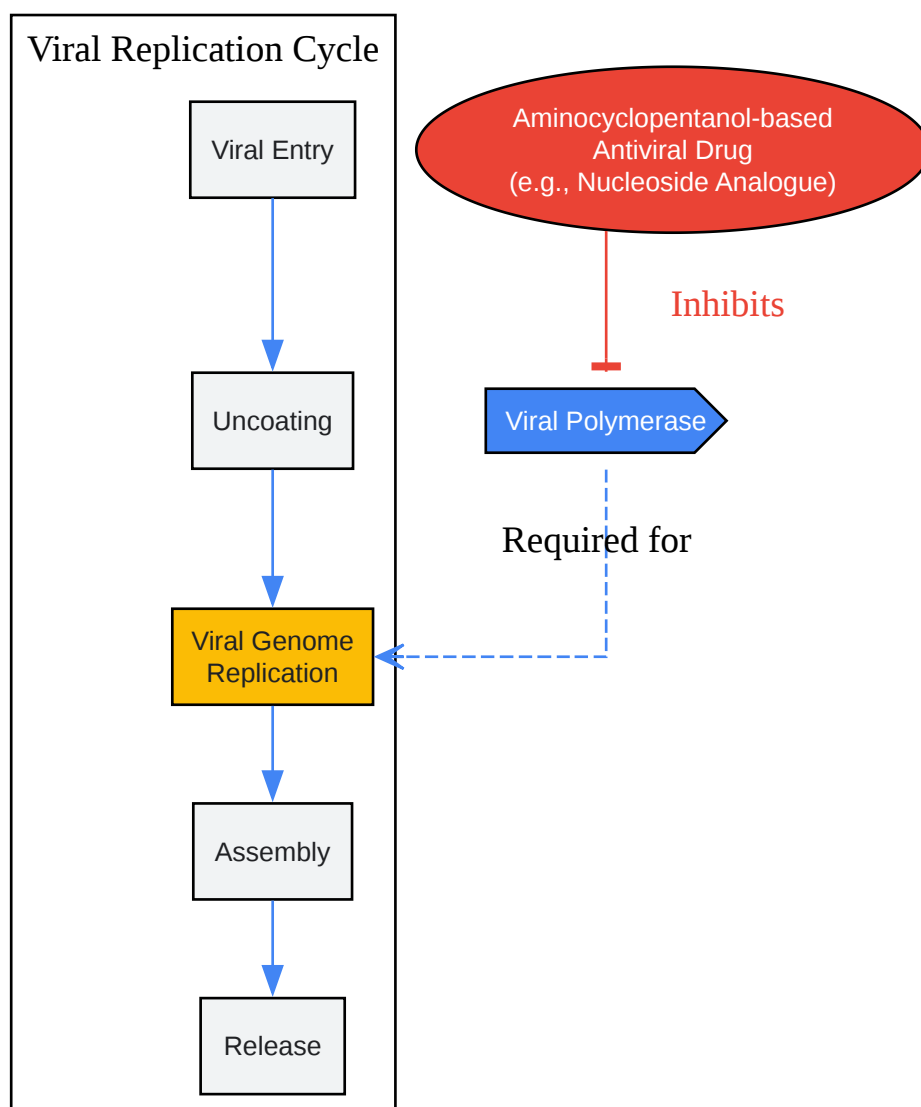 Viral Replication Cycle
Viral Entry
Uncoating
Viral Genome
Replication
Assembly
Release
Aminocyclopentanol-based
Antiviral Drug
(e.g., Nucleoside Analogue)
Inhibits
Viral Polymerase
Required for